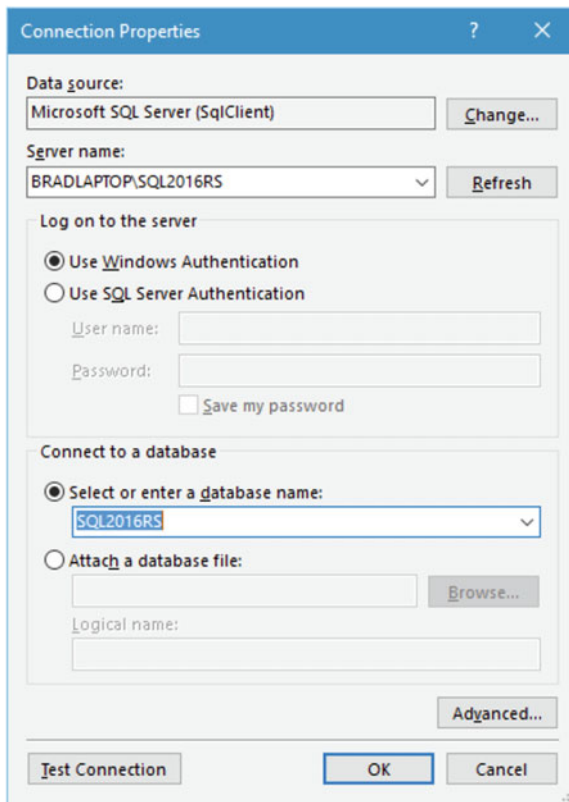 Connection Properties ? ×
Data source:
Microsoft SQL Server (SqlClient) Change...
Server name:
BRADLAPTOP\SQL2016RS Refresh
Log on to the server
Use Windows Authentication
Use SQL Server Authentication
User name:
Password:
Save my password
Connect to a database
Select or enter a database name:
SQL2016RS
Attach a database file:
Browse...
Logical name:
Advanced...
Test Connection OK Cancel